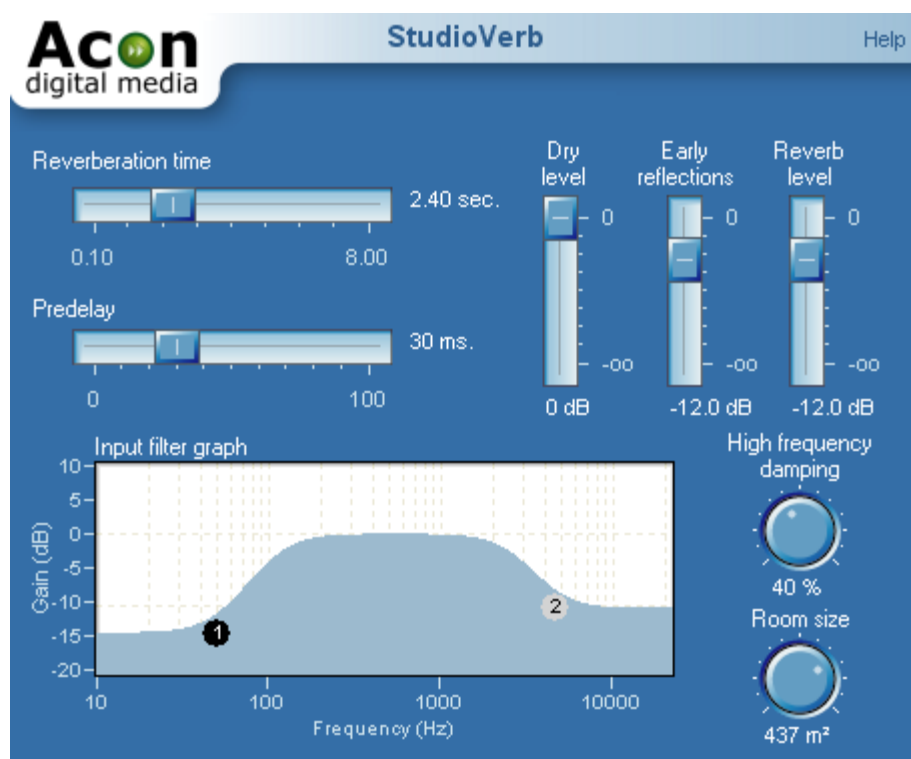 Acon
digital media
StudioVerb
Help
Reverberation time
2.40 sec.
0.10
8.00
Predelay
30 ms.
0
100
Dry
level
0
-oo
0 dB
Early
reflections
0
-oo
-12.0 dB
Reverb
level
0
-oo
-12.0 dB
Input filter graph
Gain (dB)
10
5
0
-5
-10
-15
-20
1
2
10
100
1000
10000
Frequency (Hz)
High frequency
damping
40 %
Room size
437 m²